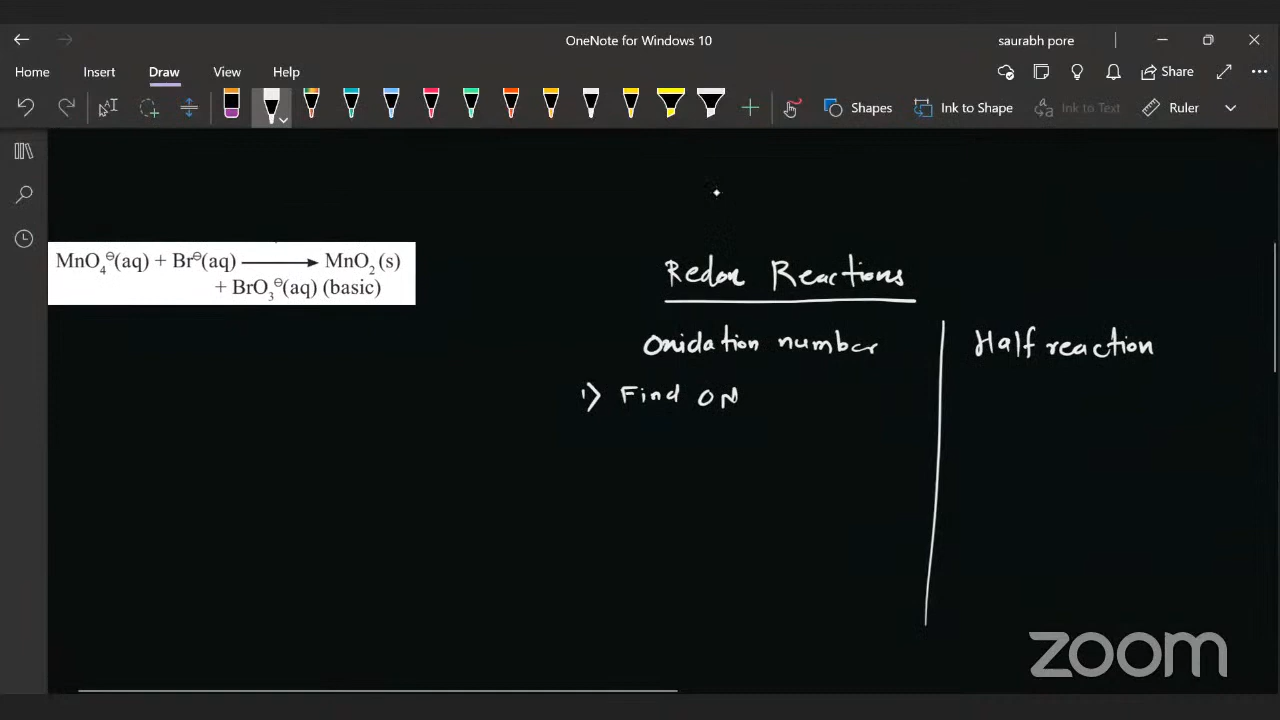 OneNote for Windows 10
saurabh pore
Home Insert Draw View Help
Share
Shapes Ink to Shape Ink to Text Ruler
MnO₄⊖(aq) + Br⊖(aq) ⟶ MnO₂ (s)
+ BrO₃⊖(aq) (basic)
Redox Reactions
Oxidation number
Half reaction
1) Find ON
zoom